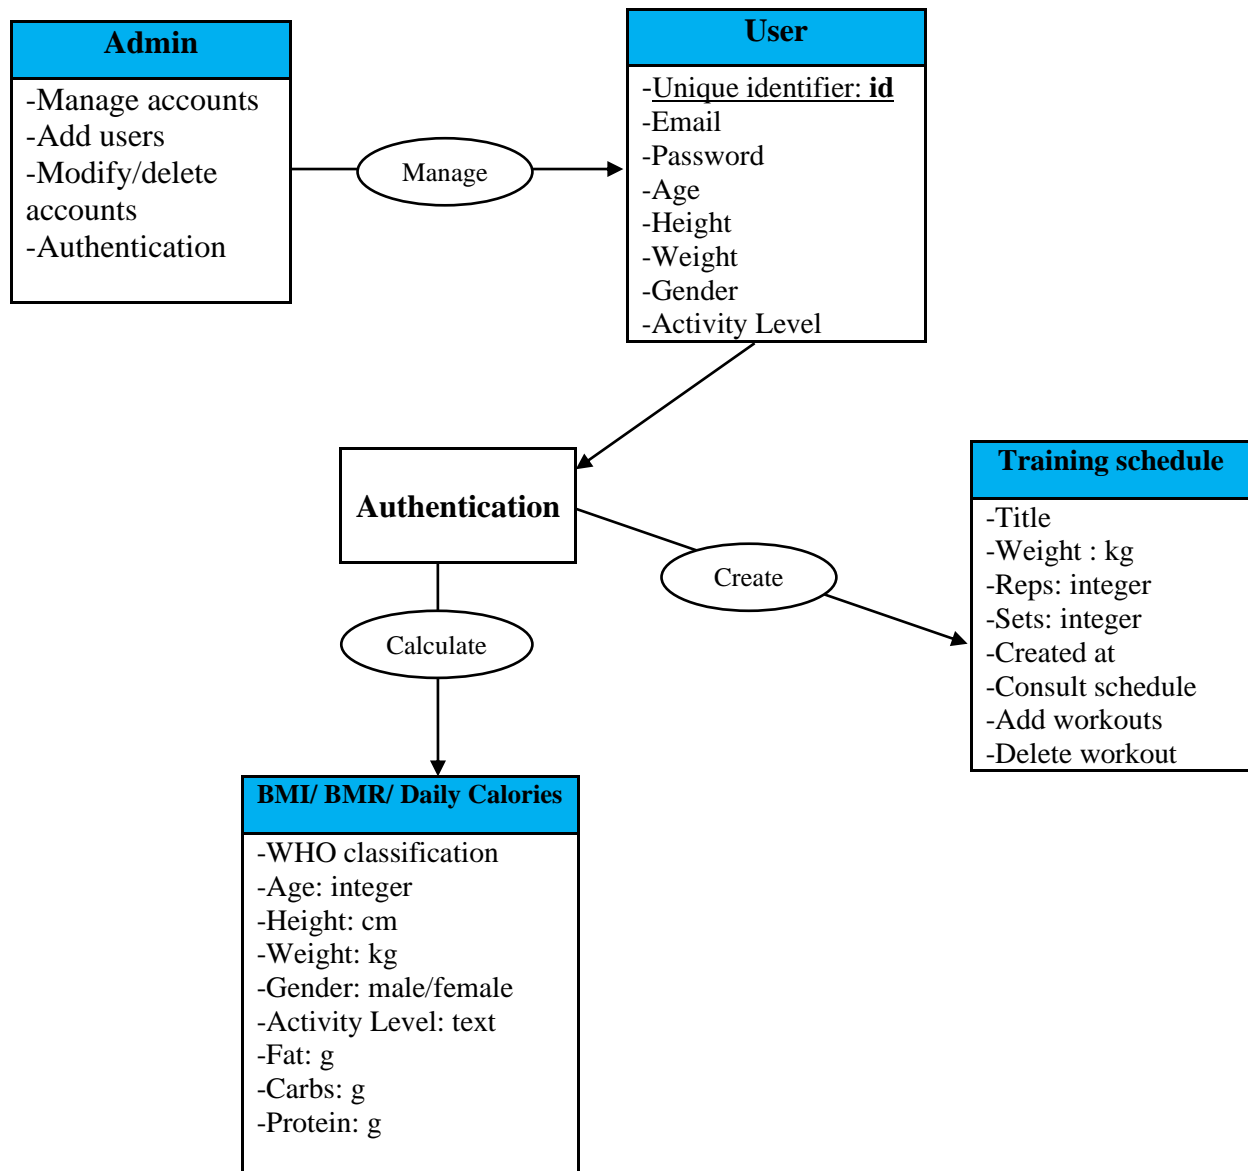 Admin
-Manage accounts
-Add users
-Modify/delete
accounts
-Authentication
Manage
User
-Unique identifier: id
-Email
-Password
-Age
-Height
-Weight
-Gender
-Activity Level
Authentication
Create
Training schedule
-Title
-Weight : kg
-Reps: integer
-Sets: integer
-Created at
-Consult schedule
-Add workouts
-Delete workout
Calculate
BMI/ BMR/ Daily Calories
-WHO classification
-Age: integer
-Height: cm
-Weight: kg
-Gender: male/female
-Activity Level: text
-Fat: g
-Carbs: g
-Protein: g